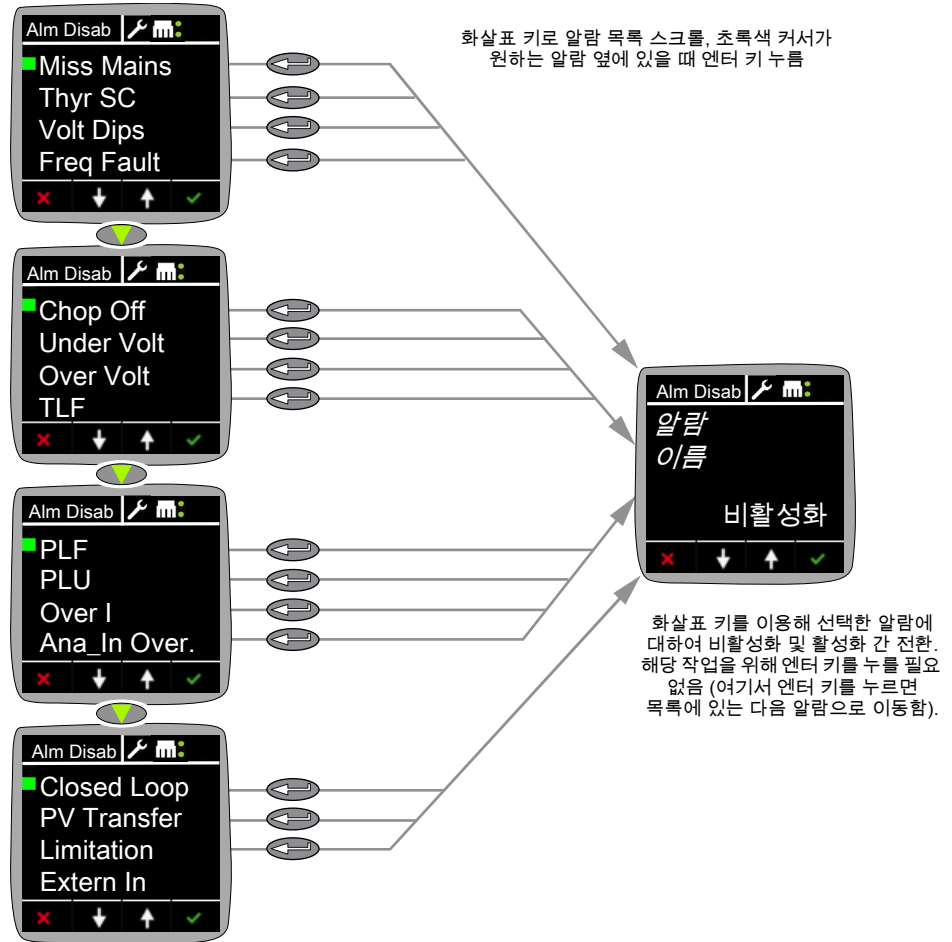 Alm Disab
Miss Mains
Thyr SC
Volt Dips
Freq Fault
화살표 키로 알람 목록 스크롤, 초록색 커서가
원하는 알람 옆에 있을 때 엔터 키 누름
Alm Disab
Chop Off
Under Volt
Over Volt
TLF
Alm Disab
PLF
PLU
Over I
Ana_In Over.
Alm Disab
Closed Loop
PV Transfer
Limitation
Extern In
Alm Disab
알람
이름
비활성화
화살표 키를 이용해 선택한 알람에
대하여 비활성화 및 활성화 간 전환.
해당 작업을 위해 엔터 키를 누를 필요
없음 (여기서 엔터 키를 누르면
목록에 있는 다음 알람으로 이동함).